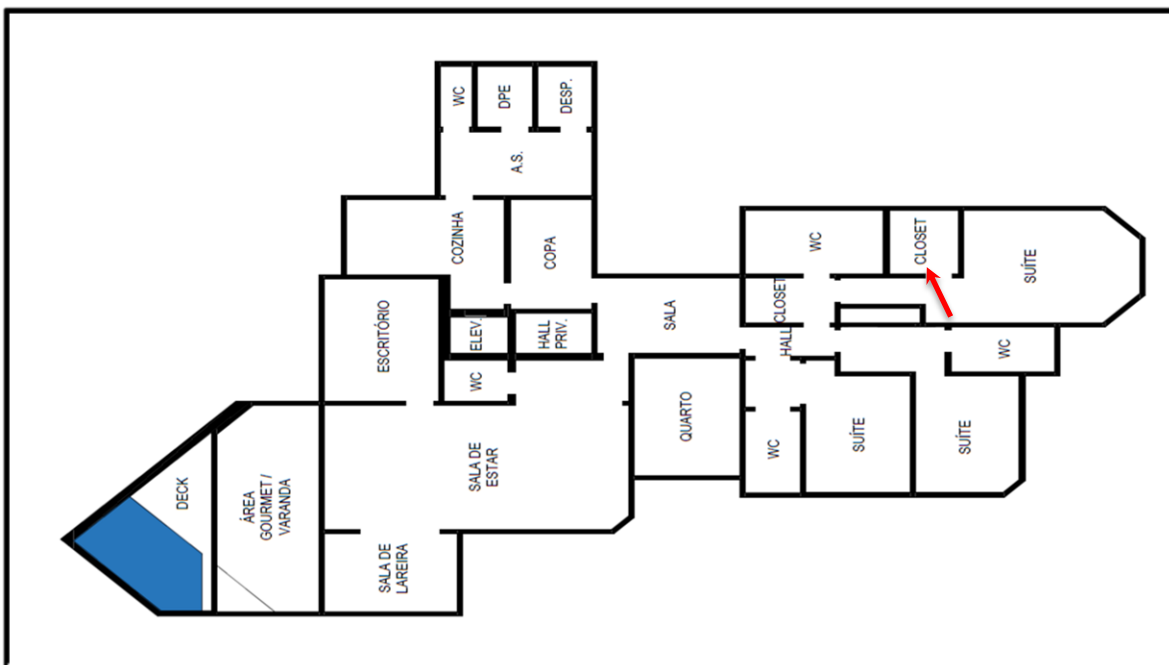 WC
DPE
DESP.
A.S.
COZINHA
COPA
WC
CLOSET
SUÍTE
CLOSET
SALA
ESCRITÓRIO
ELEV.
HALL
PRIV.
HALL
WC
WC
QUARTO
WC
SUÍTE
SUÍTE
SALA DE
ESTAR
DECK
ÁREA
GOURMET /
VARANDA
SALA DE
LAREIRA